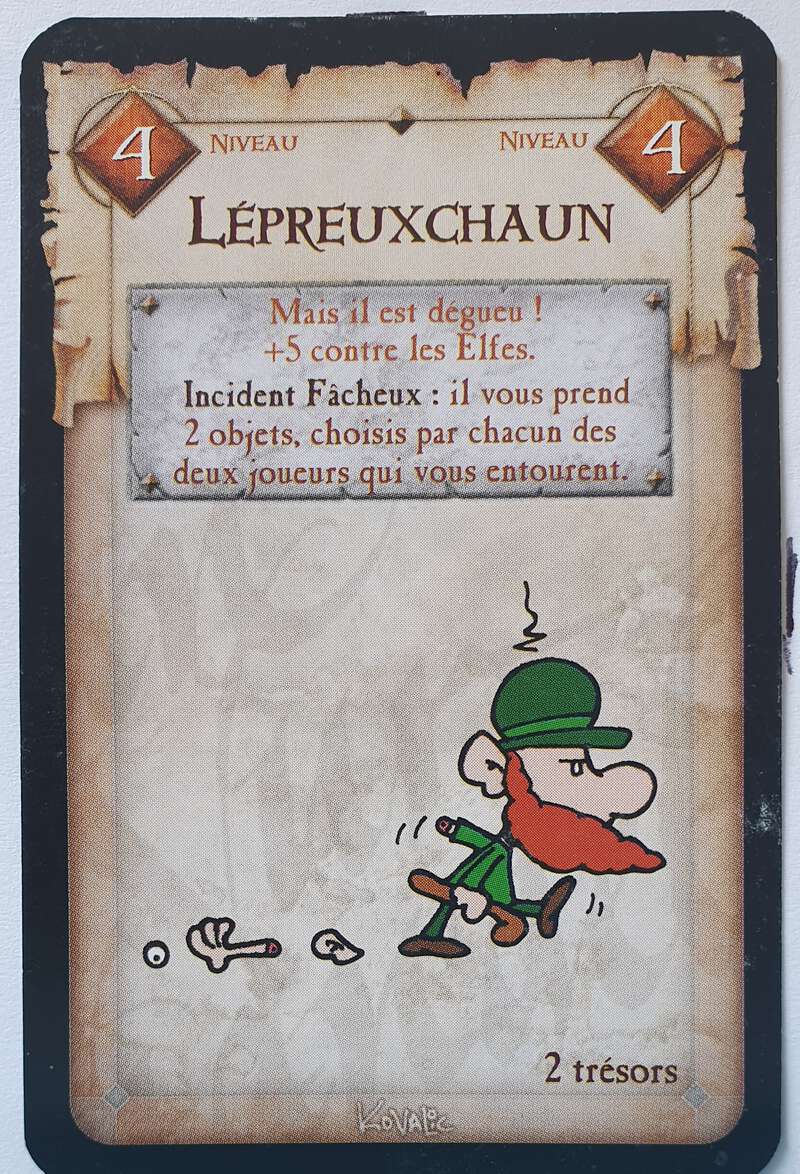 4 Niveau Niveau 4
Lépreuxchaun
Mais il est dégueu !
+5 contre les Elfes.
Incident Fâcheux : il vous prend
2 objets, choisis par chacun des
deux joueurs qui vous entourent.
2 trésors
Kovalic